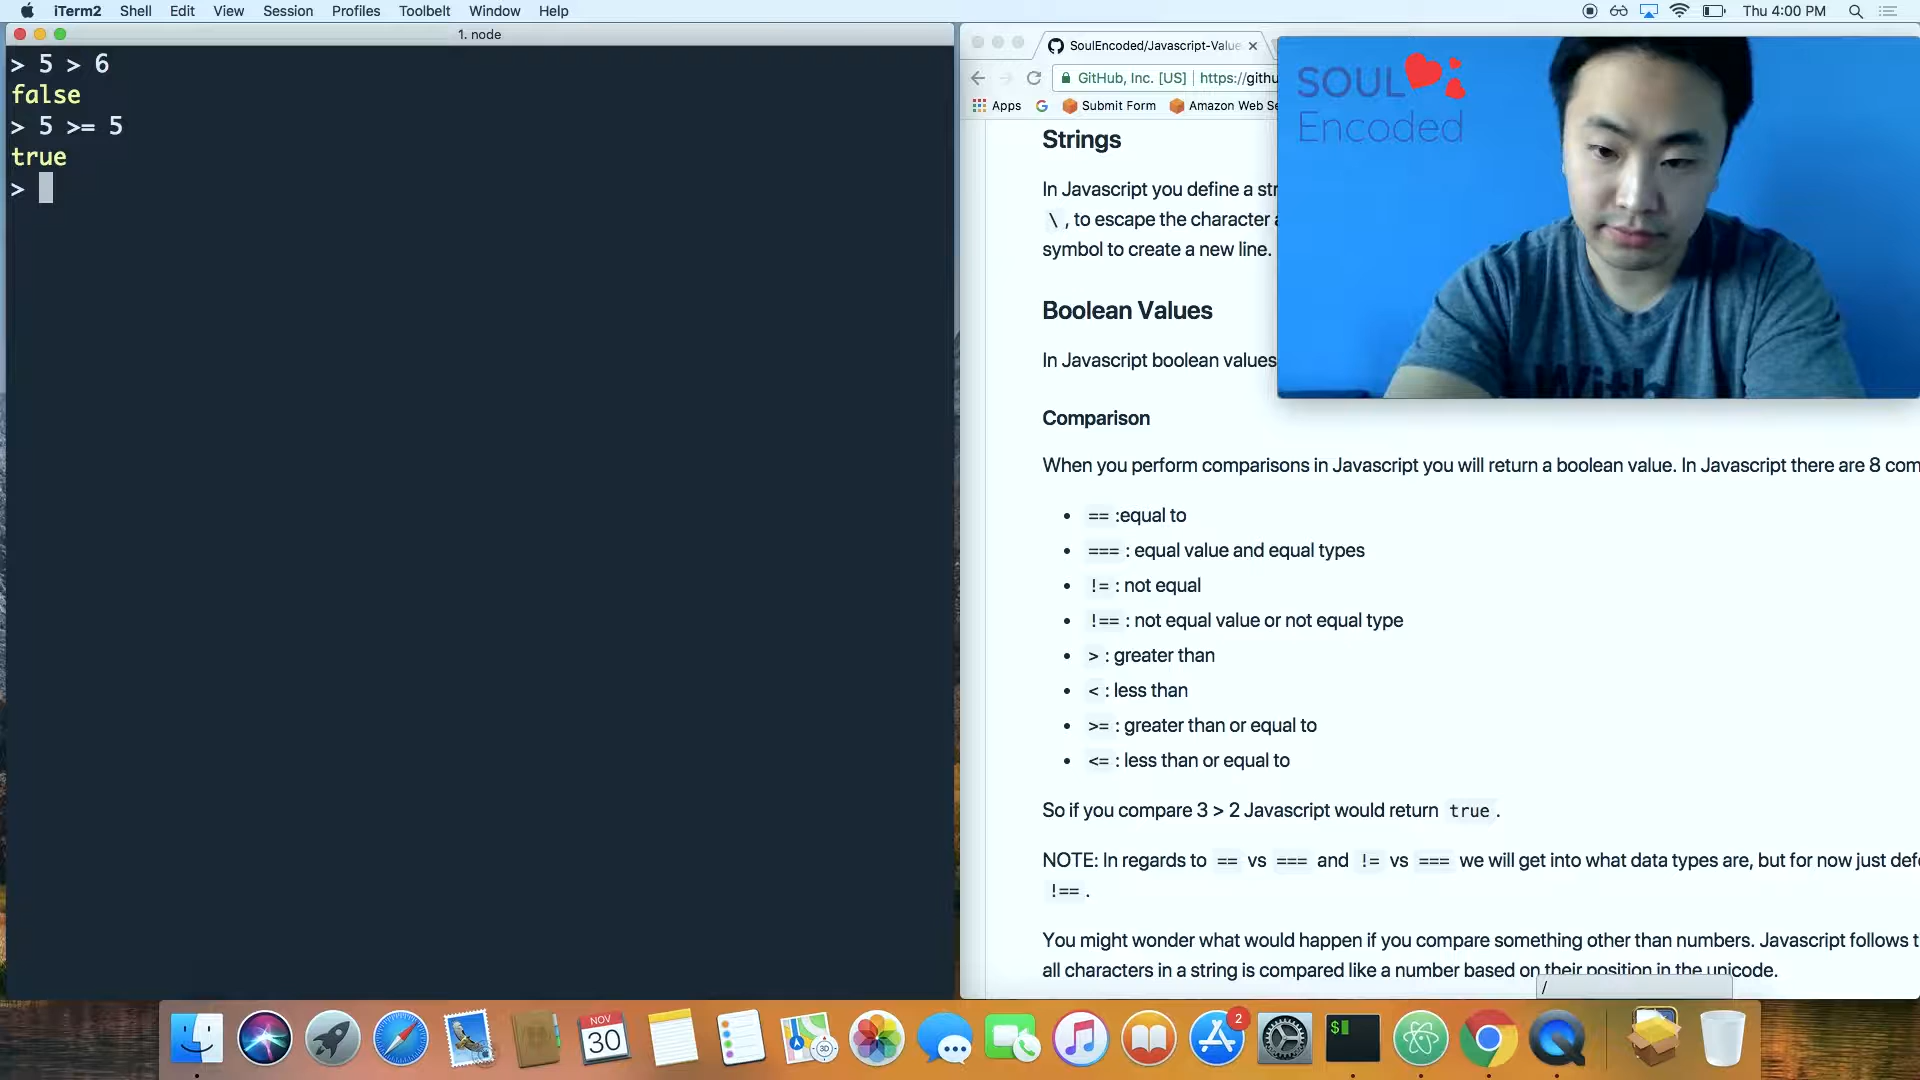 iTerm2 Shell Edit View Session Profiles Toolbelt Window Help Thu 4:00 PM
1. node
> 5 > 6
false
> 5 >= 5
true
>
SoulEncoded/Javascript-Value
GitHub, Inc. [US] https://githu
Apps Submit Form Amazon Web Se
SOUL
Encoded
Strings
In Javascript you define a str
\ , to escape the character a
symbol to create a new line.
Boolean Values
In Javascript boolean values
Comparison
When you perform comparisons in Javascript you will return a boolean value. In Javascript there are 8 com
• == :equal to
• === : equal value and equal types
• != : not equal
• !== : not equal value or not equal type
• > : greater than
• < : less than
• >= : greater than or equal to
• <= : less than or equal to
So if you compare 3 > 2 Javascript would return true .
NOTE: In regards to == vs === and != vs === we will get into what data types are, but for now just defa
!== .
You might wonder what would happen if you compare something other than numbers. Javascript follows t
all characters in a string is compared like a number based on their position in the unicode.
/
NOV
30
2
$